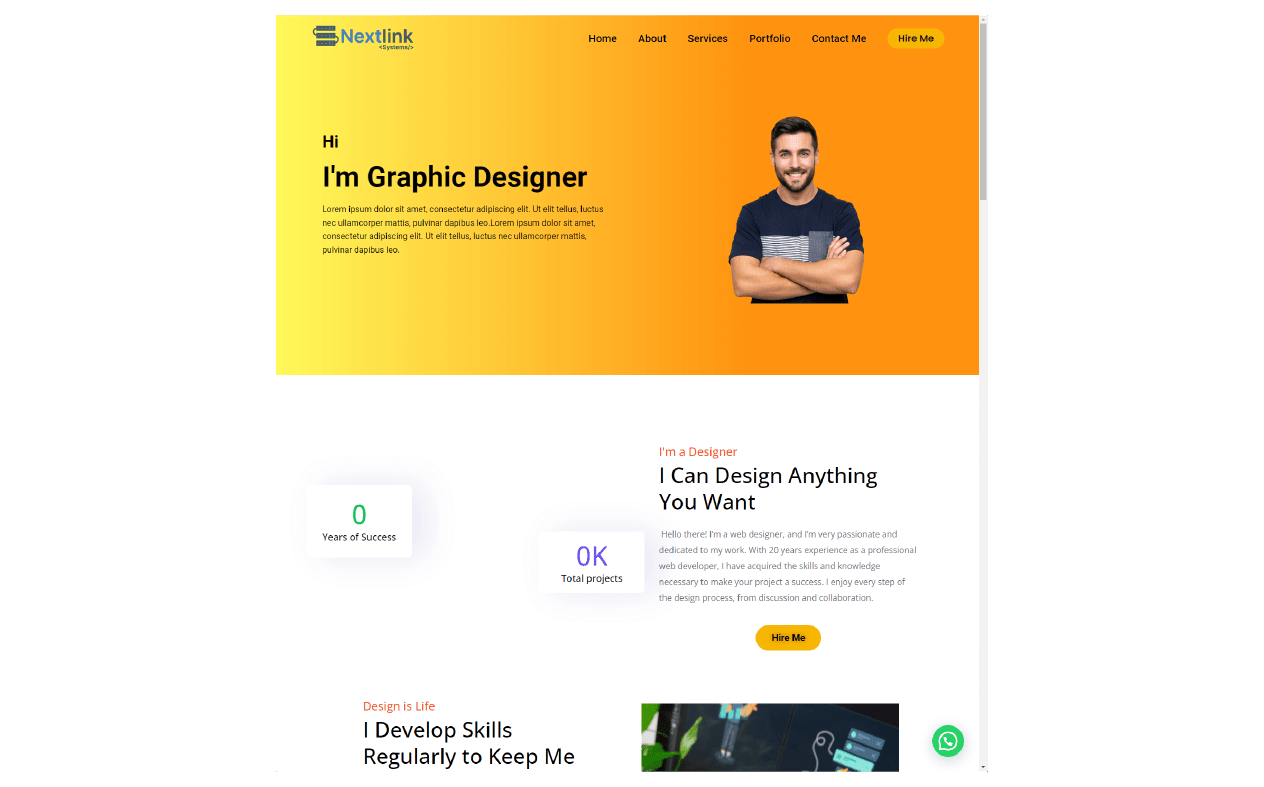 Nextlink
<Systems/>
Home About Services Portfolio Contact Me Hire Me
Hi
I'm Graphic Designer
Lorem ipsum dolor sit amet, consectetur adipiscing elit. Ut elit tellus, luctus
nec ullamcorper mattis, pulvinar dapibus leo.Lorem ipsum dolor sit amet,
consectetur adipiscing elit. Ut elit tellus, luctus nec ullamcorper mattis,
pulvinar dapibus leo.
0
Years of Success
0K
Total projects
I'm a Designer
I Can Design Anything
You Want
Hello there! I'm a web designer, and I'm very passionate and
dedicated to my work. With 20 years experience as a professional
web developer, I have acquired the skills and knowledge
necessary to make your project a success. I enjoy every step of
the design process, from discussion and collaboration.
Hire Me
Design is Life
I Develop Skills
Regularly to Keep Me